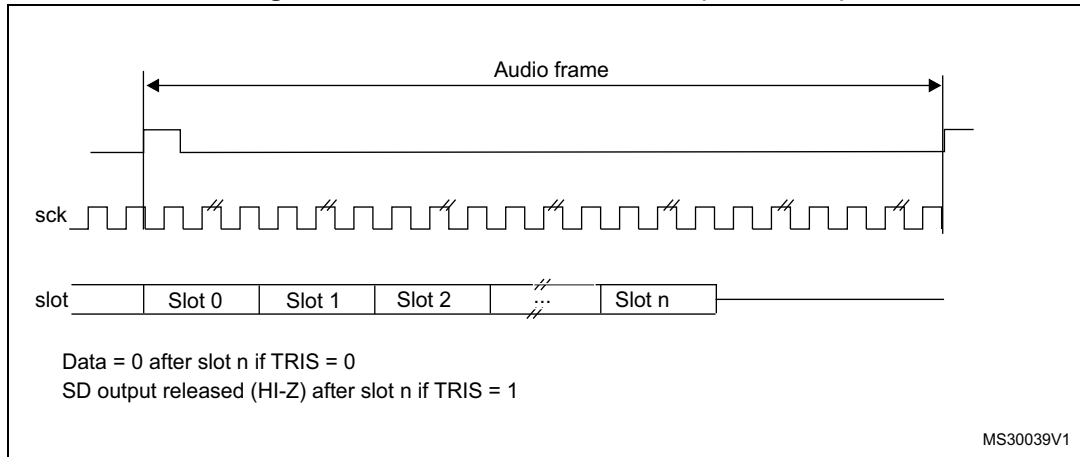 Audio frame
sck
slot Slot 0 Slot 1 Slot 2 ... Slot n
Data = 0 after slot n if TRIS = 0
SD output released (HI-Z) after slot n if TRIS = 1
MS30039V1